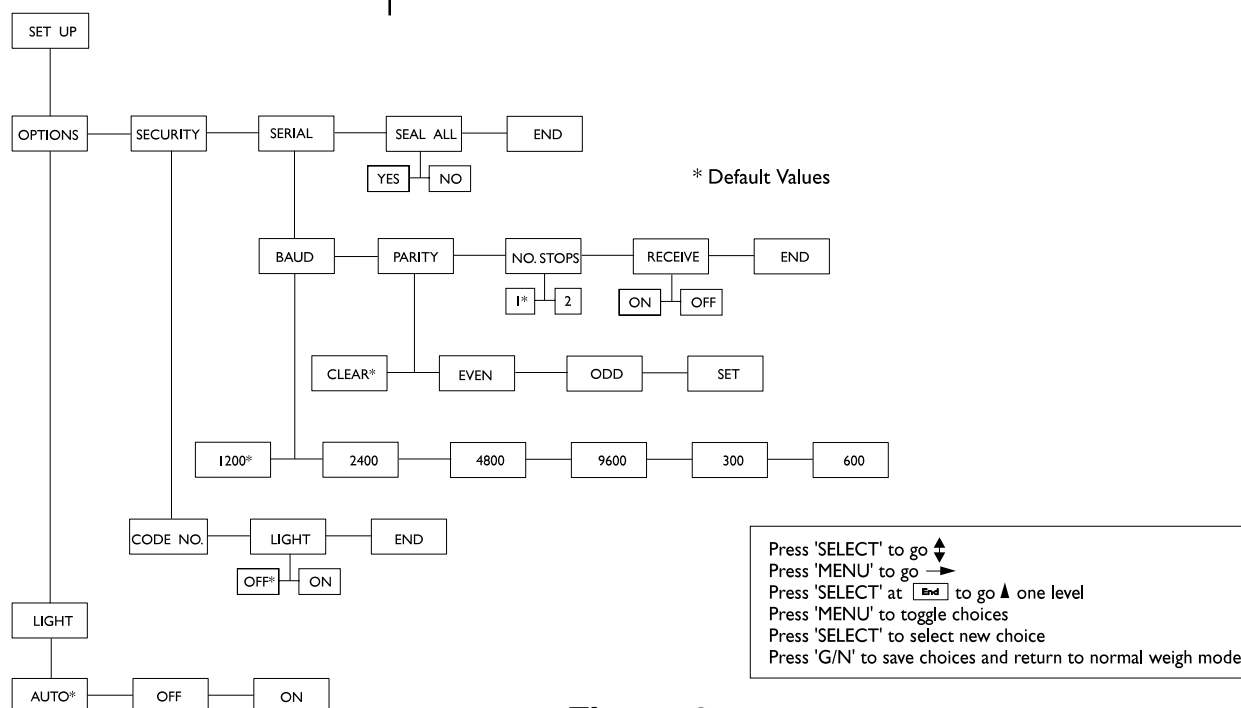 SET UP
OPTIONS SECURITY SERIAL SEAL ALL END
YES NO
* Default Values
BAUD PARITY NO. STOPS RECEIVE END
1* 2 ON OFF
CLEAR* EVEN ODD SET
1200* 2400 4800 9600 300 600
CODE NO. LIGHT END
OFF* ON
Press 'SELECT' to go
Press 'MENU' to go
Press 'SELECT' at End to go one level
Press 'MENU' to toggle choices
Press 'SELECT' to select new choice
Press 'G/N' to save choices and return to normal weigh mode
LIGHT
AUTO* OFF ON